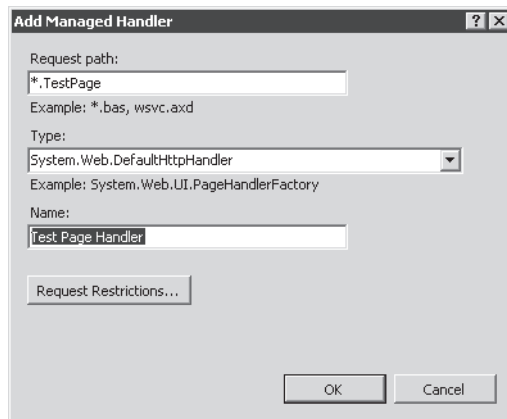 Add Managed Handler
Request path:
*.TestPage
Example: *.bas, wsvc.axd
Type:
System.Web.DefaultHttpHandler
Example: System.Web.UI.PageHandlerFactory
Name:
Test Page Handler
Request Restrictions...
OK Cancel